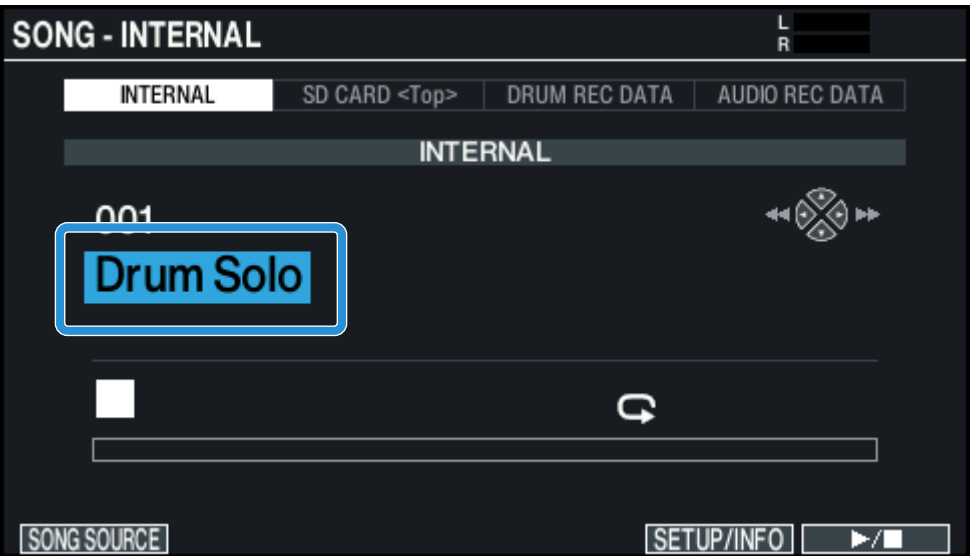 SONG - INTERNAL
L
R
INTERNAL SD CARD <Top> DRUM REC DATA AUDIO REC DATA
INTERNAL
001
Drum Solo
SONG SOURCE SETUP/INFO ►/■